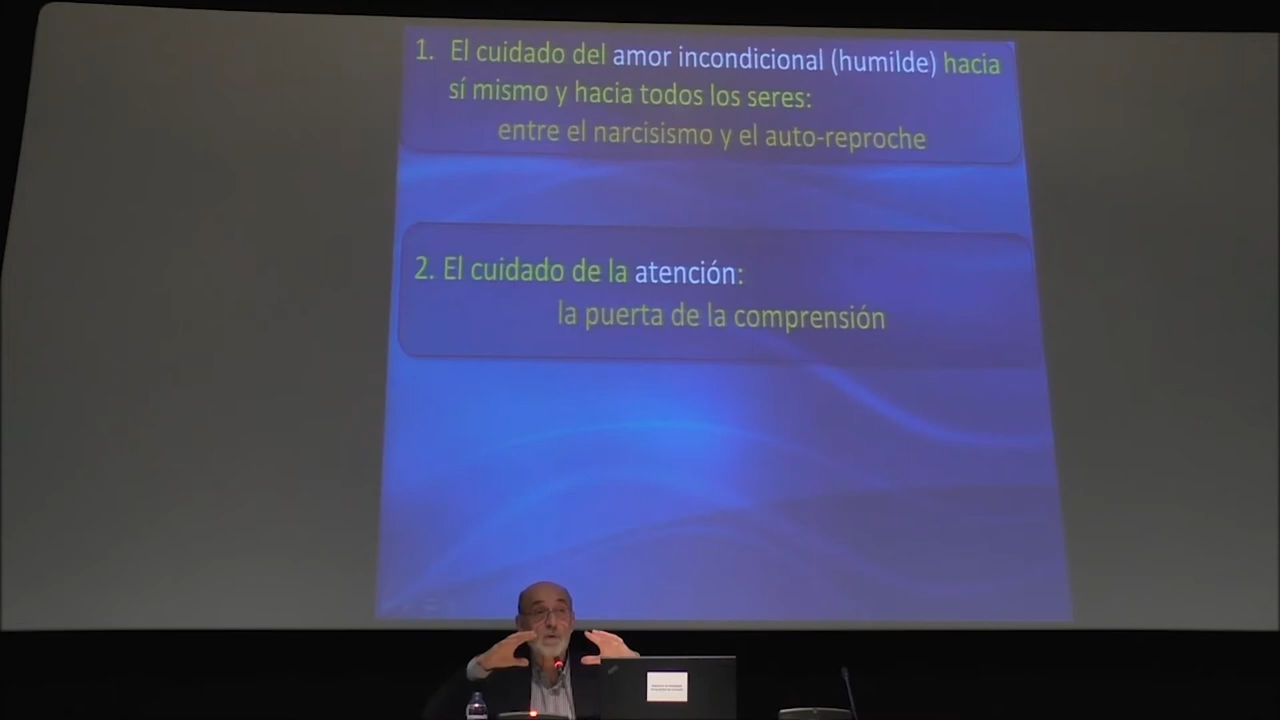 1. El cuidado del amor incondicional (humilde) hacia
sí mismo y hacia todos los seres:
entre el narcisismo y el auto-reproche
2. El cuidado de la atención:
la puerta de la comprensión